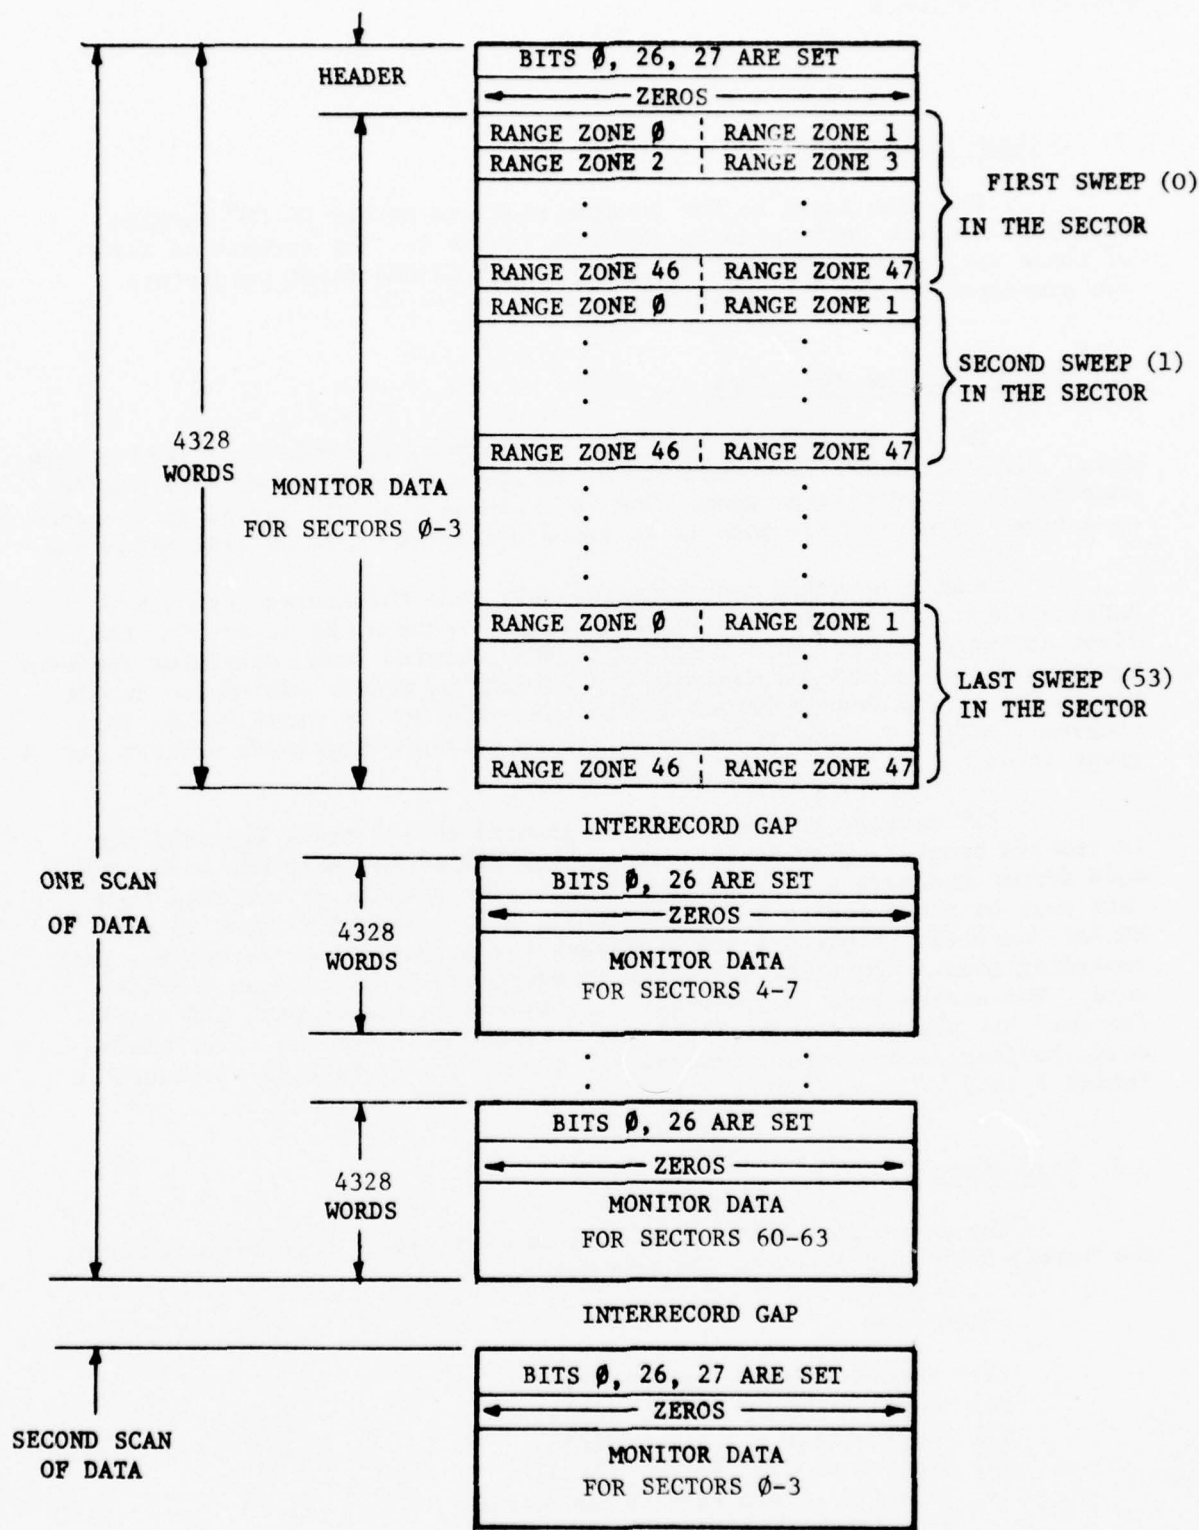 BITS Ø, 26, 27 ARE SET
HEADER
ZEROS
RANGE ZONE Ø ¦ RANGE ZONE 1
RANGE ZONE 2 ¦ RANGE ZONE 3
FIRST SWEEP (0)
IN THE SECTOR
RANGE ZONE 46 ¦ RANGE ZONE 47
RANGE ZONE Ø ¦ RANGE ZONE 1
SECOND SWEEP (1)
IN THE SECTOR
4328
WORDS
RANGE ZONE 46 ¦ RANGE ZONE 47
MONITOR DATA
FOR SECTORS Ø-3
RANGE ZONE Ø ¦ RANGE ZONE 1
LAST SWEEP (53)
IN THE SECTOR
RANGE ZONE 46 ¦ RANGE ZONE 47
INTERRECORD GAP
ONE SCAN
OF DATA
BITS Ø, 26 ARE SET
ZEROS
4328
WORDS
MONITOR DATA
FOR SECTORS 4-7
BITS Ø, 26 ARE SET
ZEROS
4328
WORDS
MONITOR DATA
FOR SECTORS 60-63
INTERRECORD GAP
BITS Ø, 26, 27 ARE SET
ZEROS
SECOND SCAN
OF DATA
MONITOR DATA
FOR SECTORS Ø-3